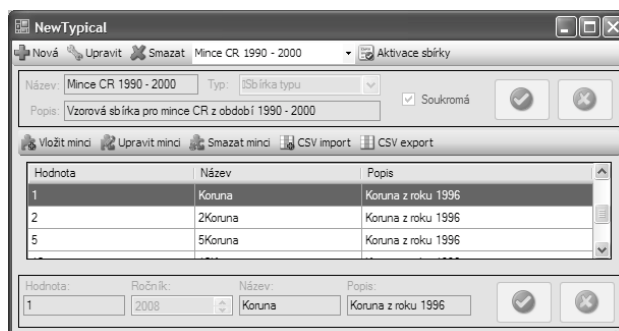 NewTypical
Nová Upravit Smazat Mince CR 1990 - 2000 Aktivace sbírky
Název: Mince CR 1990 - 2000 Typ: Sbírka typu Soukromá
Popis: Vzorová sbírka pro mince CR z období 1990 - 2000
Vložit minci Upravit minci Smazat minci CSV import CSV export
Hodnota Název Popis
1 Koruna Koruna z roku 1996
2 2Koruna Koruna z roku 1996
5 5Koruna Koruna z roku 1996
Hodnota: Ročník: Název: Popis:
1 2008 Koruna Koruna z roku 1996